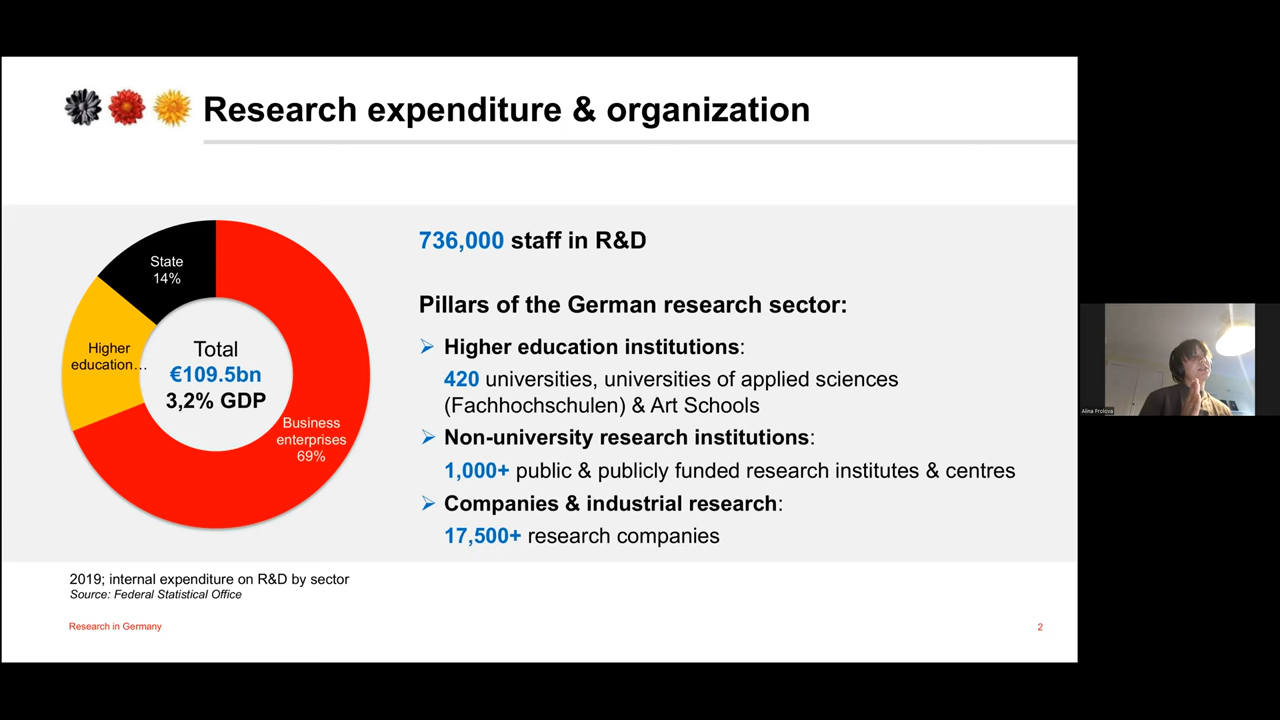 Research expenditure & organization
State
14%
Higher
education…
Total
€109.5bn
3,2% GDP
Business
enterprises
69%
736,000 staff in R&D
Pillars of the German research sector:
Higher education institutions:
420 universities, universities of applied sciences
(Fachhochschulen) & Art Schools
Non-university research institutions:
1,000+ public & publicly funded research institutes & centres
Companies & industrial research:
17,500+ research companies
2019; internal expenditure on R&D by sector
Source: Federal Statistical Office
Research in Germany
2
Alina Frolova